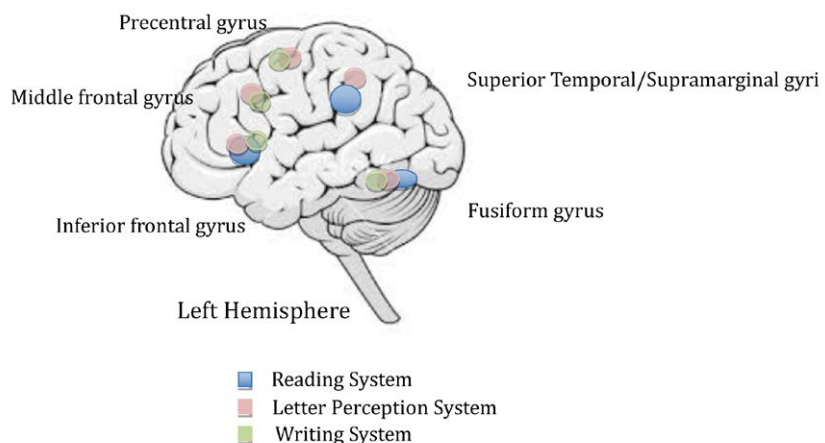 Precentral gyrus
Superior Temporal/Supramarginal gyri
Middle frontal gyrus
Fusiform gyrus
Inferior frontal gyrus
Left Hemisphere
Reading System
Letter Perception System
Writing System